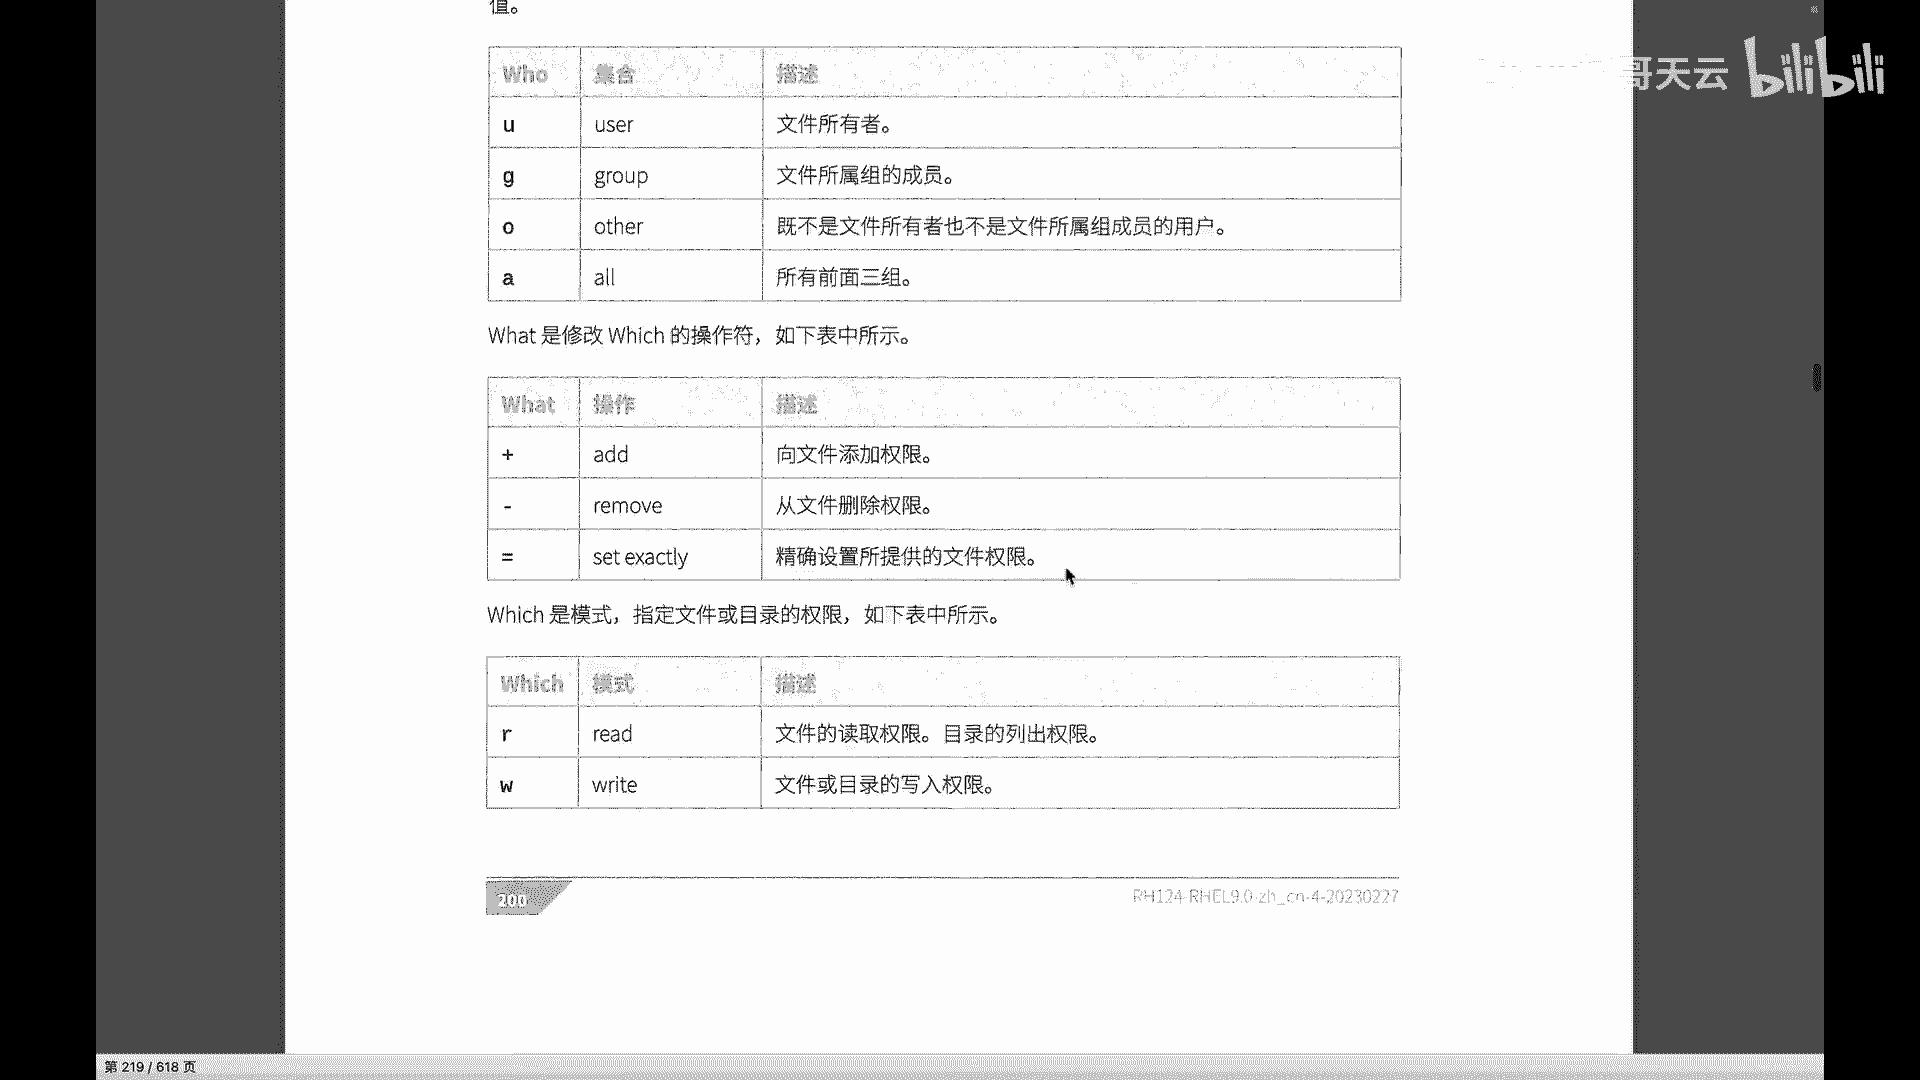 值。
哥天云 bilibili
Who 集合 描述
u user 文件所有者。
g group 文件所属组的成员。
o other 既不是文件所有者也不是文件所属组成员的用户。
a all 所有前面三组。
What 是修改 Which 的操作符，如下表中所示。
What 操作 描述
+ add 向文件添加权限。
- remove 从文件删除权限。
= set exactly 精确设置所提供的文件权限。
Which 是模式，指定文件或目录的权限，如下表中所示。
Which 模式 描述
r read 文件的读取权限。目录的列出权限。
w write 文件或目录的写入权限。
200 RH124-RHEL9.0-zh_cn-4-20230227
第 219 / 618 页